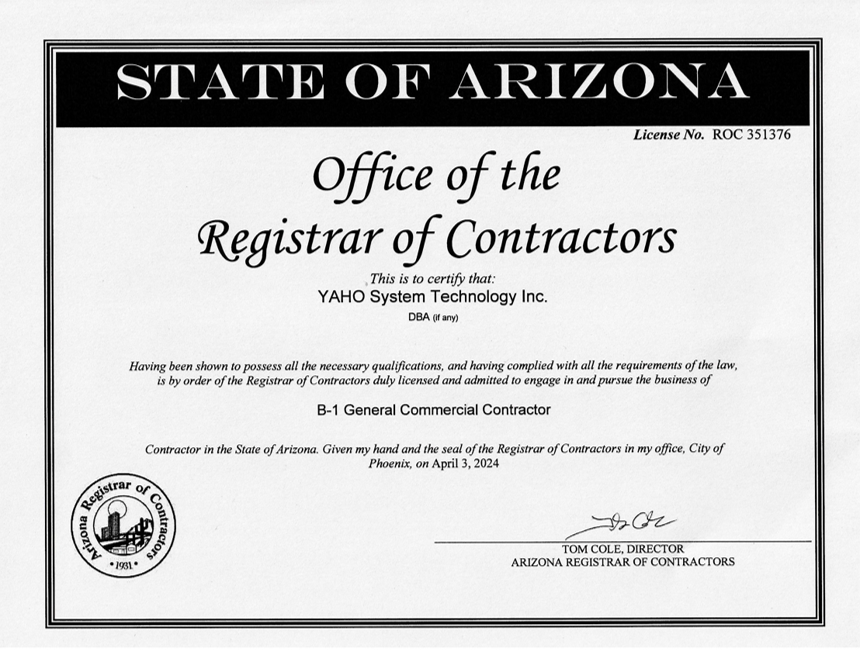 STATE OF ARIZONA
License No. ROC 351376
Office of the
Registrar of Contractors
This is to certify that:
YAHO System Technology Inc.
DBA (if any)
Having been shown to possess all the necessary qualifications, and having complied with all the requirements of the law,
is by order of the Registrar of Contractors duly licensed and admitted to engage in and pursue the business of
B-1 General Commercial Contractor
Contractor in the State of Arizona. Given my hand and the seal of the Registrar of Contractors in my office, City of
Phoenix, on April 3, 2024
Arizona Registrar of Contractors
• 1931 •
TOM COLE, DIRECTOR
ARIZONA REGISTRAR OF CONTRACTORS